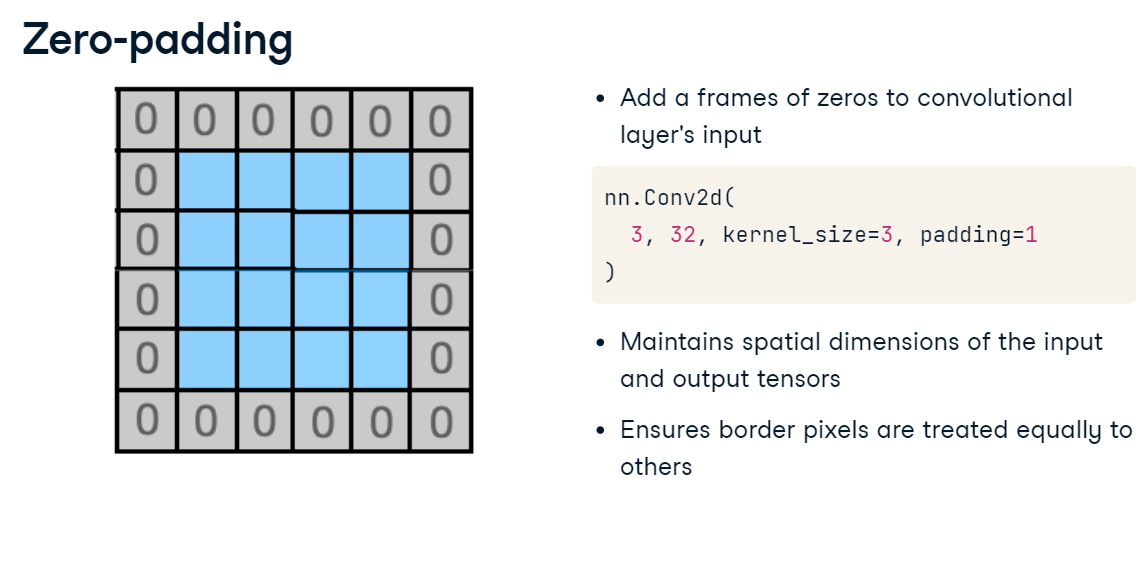 Zero-padding
0 0 0 0 0 0
0 0
0 0
0 0
0 0
0 0 0 0 0 0
• Add a frames of zeros to convolutional
layer's input
nn.Conv2d(
3, 32, kernel_size=3, padding=1
)
• Maintains spatial dimensions of the input
and output tensors
• Ensures border pixels are treated equally to
others